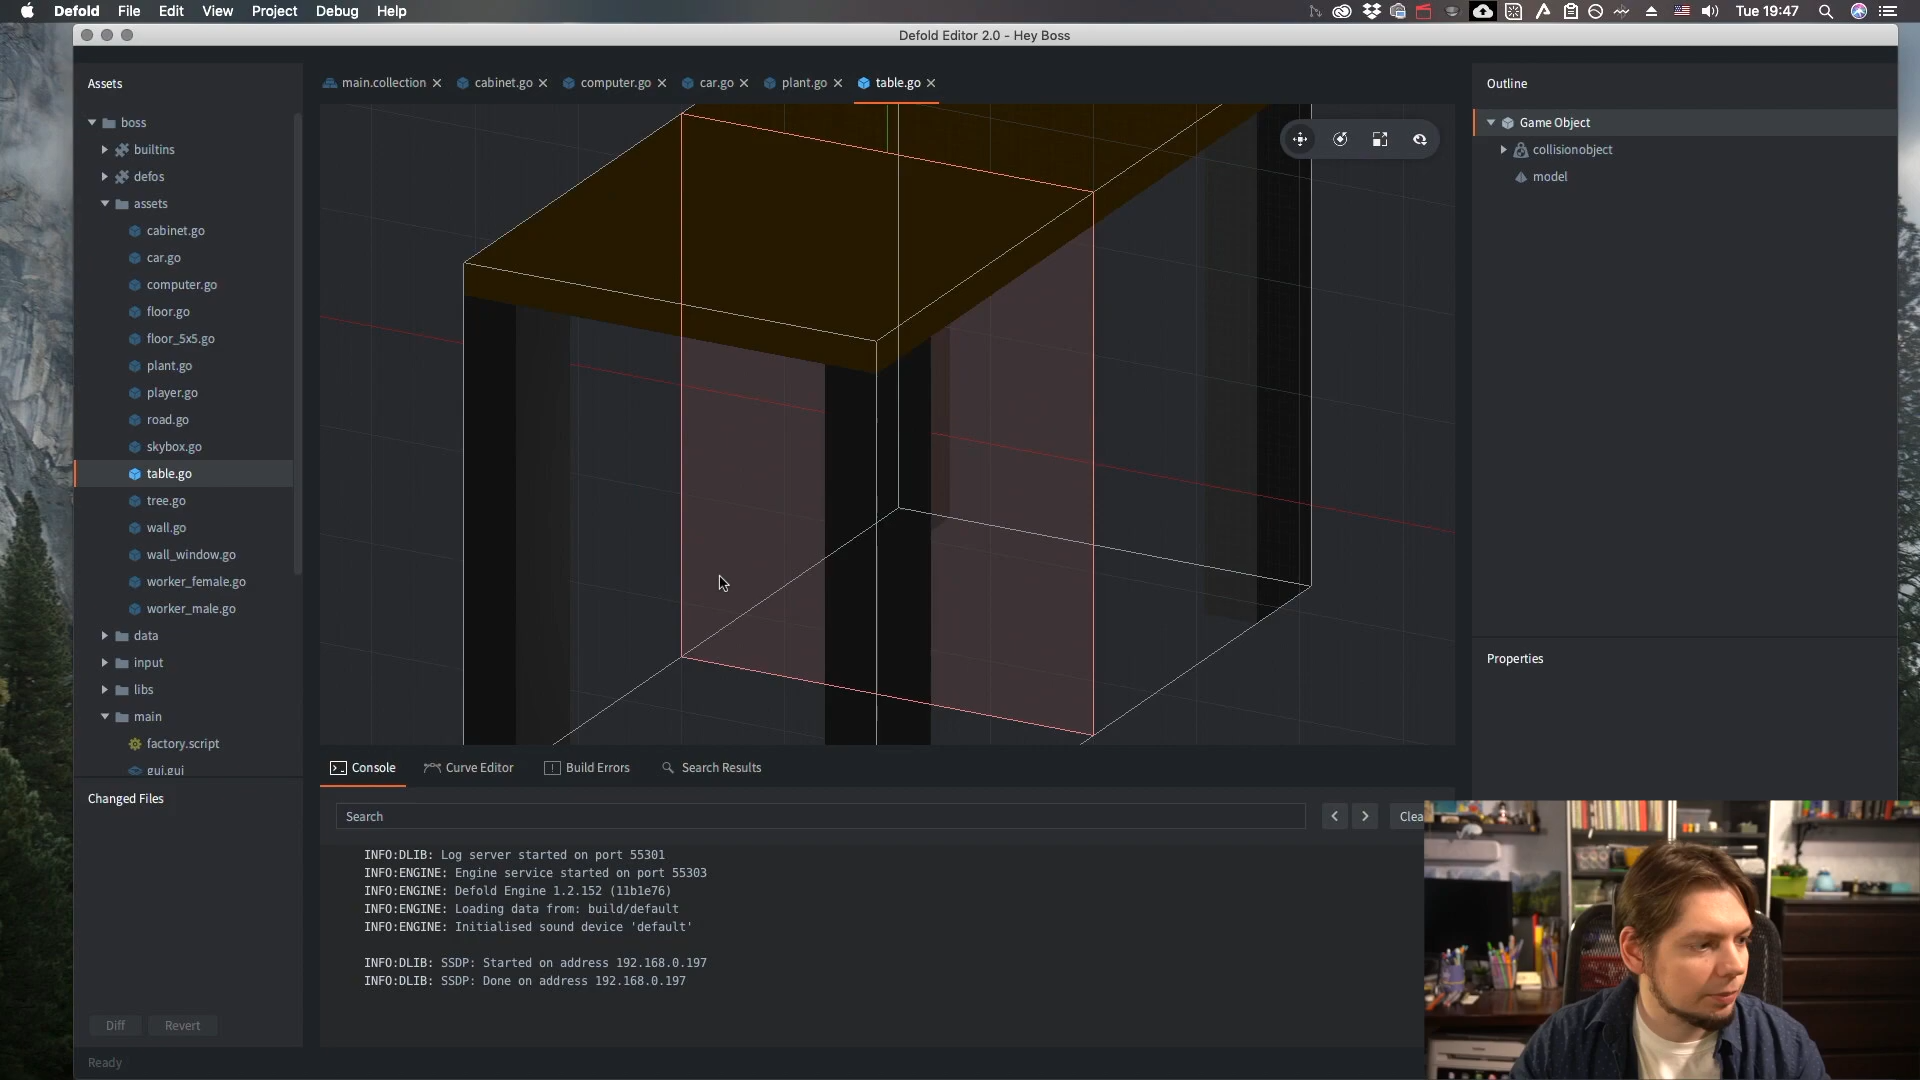 Defold File Edit View Project Debug Help
Tue 19:47
Defold Editor 2.0 - Hey Boss
Assets
boss
builtins
defos
assets
cabinet.go
car.go
computer.go
floor.go
floor_5x5.go
plant.go
player.go
road.go
skybox.go
table.go
tree.go
wall.go
wall_window.go
worker_female.go
worker_male.go
data
input
libs
main
factory.script
gui.gui
Changed Files
Diff Revert
Ready
main.collection cabinet.go computer.go car.go plant.go table.go
Console Curve Editor Build Errors Search Results
Search
Clea
INFO:DLIB: Log server started on port 55301
INFO:ENGINE: Engine service started on port 55303
INFO:ENGINE: Defold Engine 1.2.152 (11b1e76)
INFO:ENGINE: Loading data from: build/default
INFO:ENGINE: Initialised sound device 'default'
INFO:DLIB: SSDP: Started on address 192.168.0.197
INFO:DLIB: SSDP: Done on address 192.168.0.197
Outline
Game Object
collisionobject
model
Properties